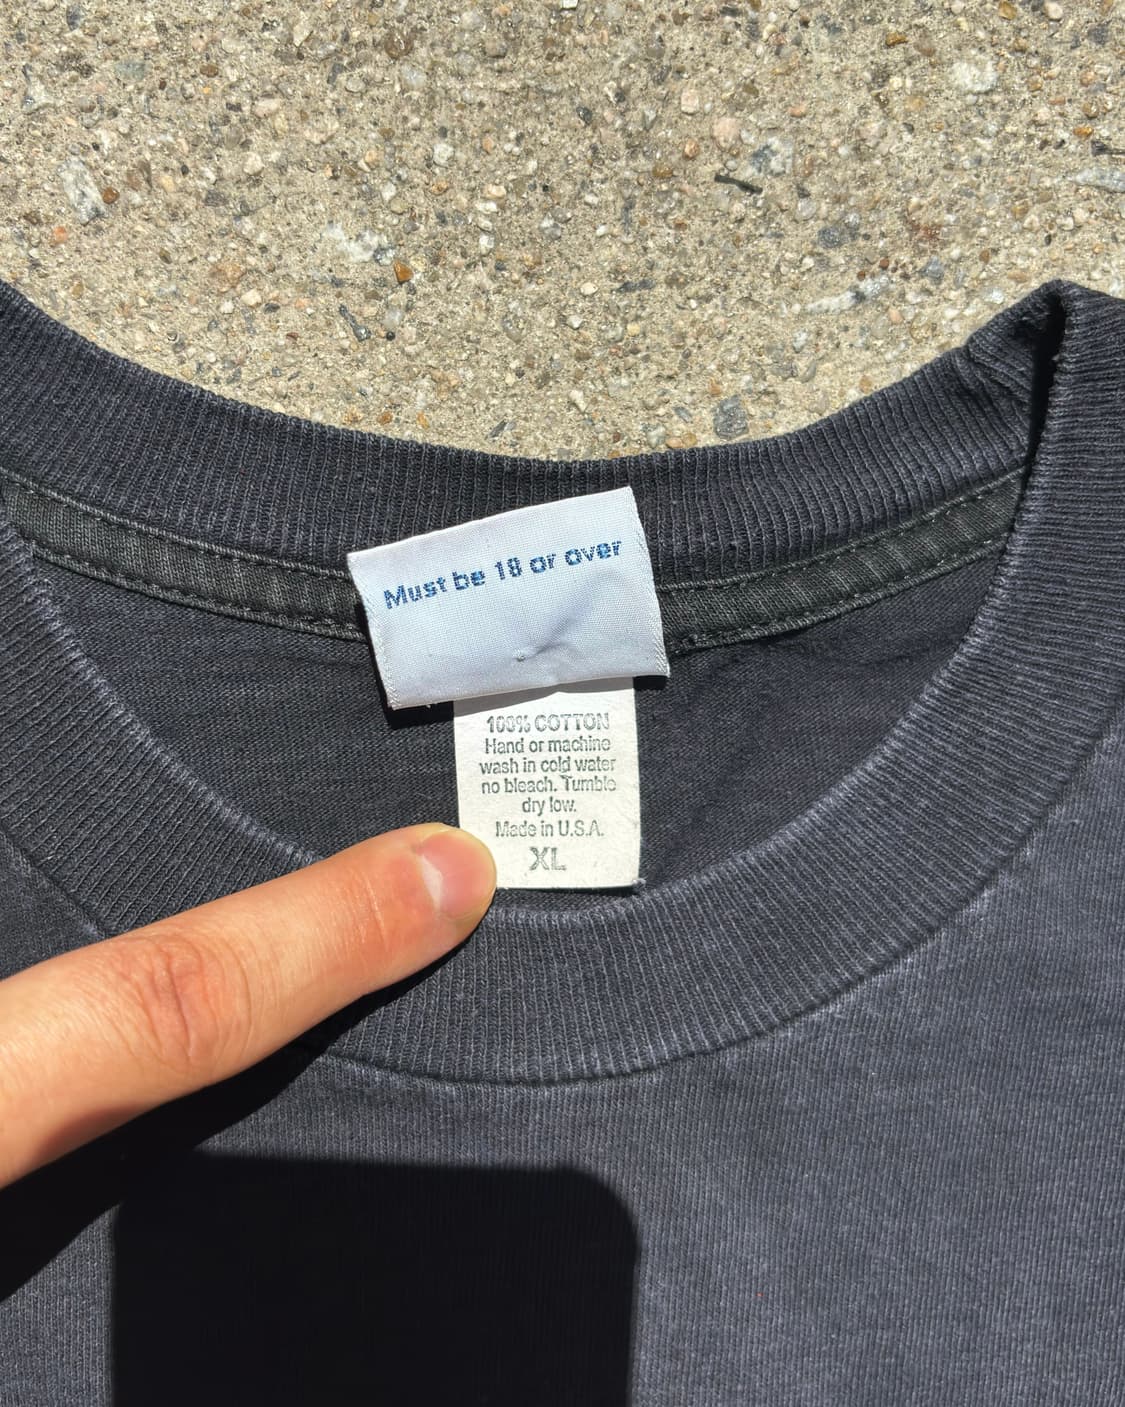 Must be 18 or over
100% COTTON
Hand or machine
wash in cold water
no bleach. Tumble
dry low.
Made in U.S.A.
XL